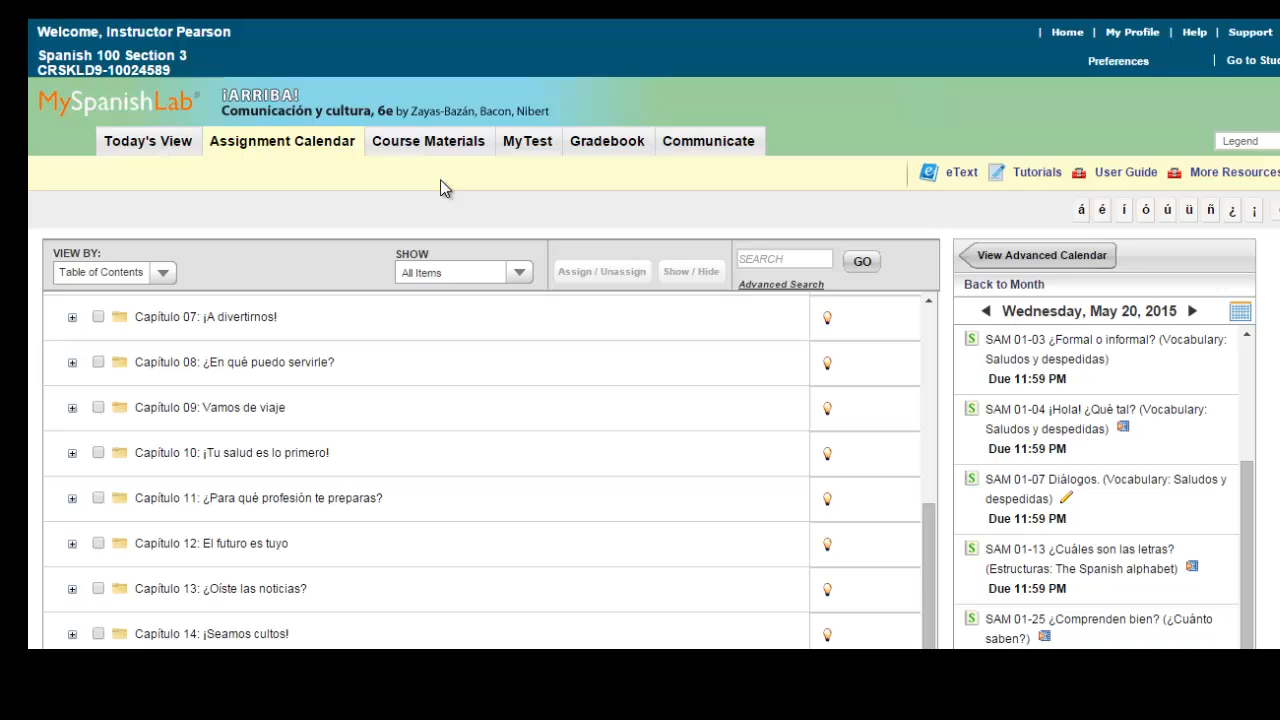 Welcome, Instructor Pearson
| Home | My Profile | Help | Support
Spanish 100 Section 3
CRSKLD9-10024589
Preferences | Go to
MySpanishLab®
¡ARRIBA!
Comunicación y cultura, 6e by Zayas-Bazán, Bacon, Nibert
Today's View Assignment Calendar Course Materials MyTest Gradebook Communicate
Legend
eText Tutorials User Guide More Resources
á é í ó ú ü ñ ¿ ¡
VIEW BY:
Table of Contents
SHOW
All Items
Assign / Unassign Show / Hide
SEARCH GO
Advanced Search
Capítulo 07: ¡A divertirnos!
Capítulo 08: ¿En qué puedo servirle?
Capítulo 09: Vamos de viaje
Capítulo 10: ¡Tu salud es lo primero!
Capítulo 11: ¿Para qué profesión te preparas?
Capítulo 12: El futuro es tuyo
Capítulo 13: ¿Oíste las noticias?
Capítulo 14: ¡Seamos cultos!
View Advanced Calendar
Back to Month
Wednesday, May 20, 2015
S SAM 01-03 ¿Formal o informal? (Vocabulary:
Saludos y despedidas)
Due 11:59 PM
S SAM 01-04 ¡Hola! ¿Qué tal? (Vocabulary:
Saludos y despedidas)
Due 11:59 PM
S SAM 01-07 Diálogos. (Vocabulary: Saludos y
despedidas)
Due 11:59 PM
S SAM 01-13 ¿Cuáles son las letras?
(Estructuras: The Spanish alphabet)
Due 11:59 PM
S SAM 01-25 ¿Comprenden bien? (¿Cuánto
saben?)